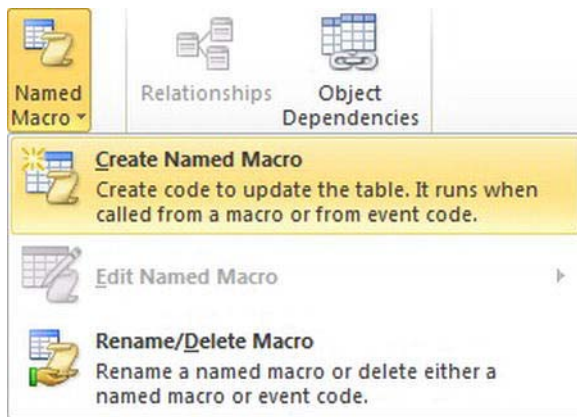 Named
Macro
Relationships
Object
Dependencies
Create Named Macro
Create code to update the table. It runs when
called from a macro or from event code.
Edit Named Macro
Rename/Delete Macro
Rename a named macro or delete either a
named macro or event code.